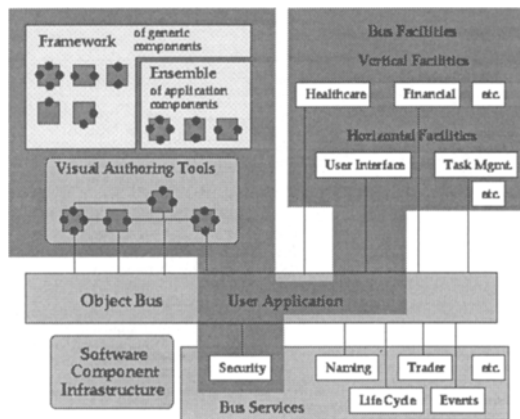 Framework
of generic
components
Ensemble
of application
components
Visual Authoring Tools
Bus Facilities
Vertical Facilities
Healthcare
Financial
etc.
Horizontal Facilities
User Interface
Task Mgmt.
etc.
Object Bus
User Application
Software
Component
Infrastructure
Security
Naming
Trader
etc.
Life Cycle
Events
Bus Services